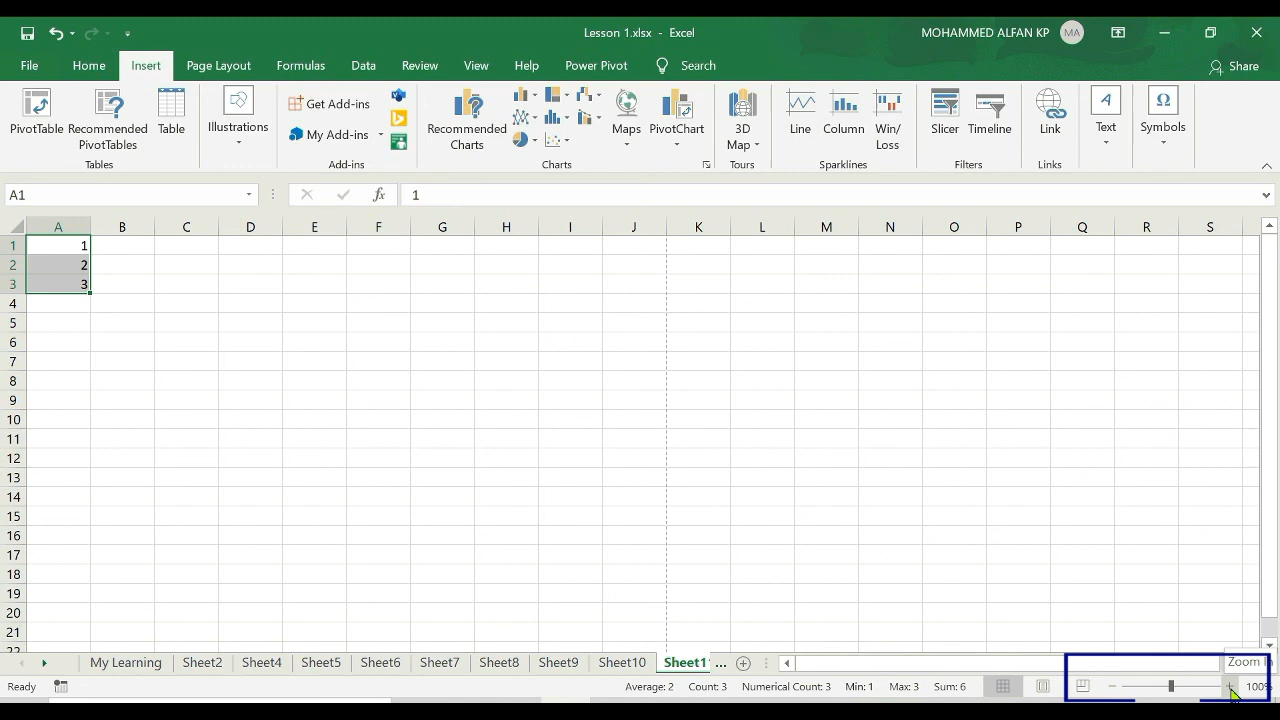 Lesson 1.xlsx - Excel
MOHAMMED ALFAN KP
MA
File
Home
Insert
Page Layout
Formulas
Data
Review
View
Help
Power Pivot
Search
Share
PivotTable
Recommended
PivotTables
Table
Tables
Illustrations
Get Add-ins
My Add-ins
Add-ins
Recommended
Charts
Maps
PivotChart
Charts
3D
Map
Tours
Line
Column
Win/
Loss
Sparklines
Slicer
Timeline
Filters
Link
Links
Text
Symbols
A1
fx
1
A B C D E F G H I J K L M N O P Q R S
1 1
2 2
3 3
4
5
6
7
8
9
10
11
12
13
14
15
16
17
18
19
20
21
22
My Learning
Sheet2
Sheet4
Sheet5
Sheet6
Sheet7
Sheet8
Sheet9
Sheet10
Sheet1
...
Zoom In
Ready
Average: 2
Count: 3
Numerical Count: 3
Min: 1
Max: 3
Sum: 6
100%